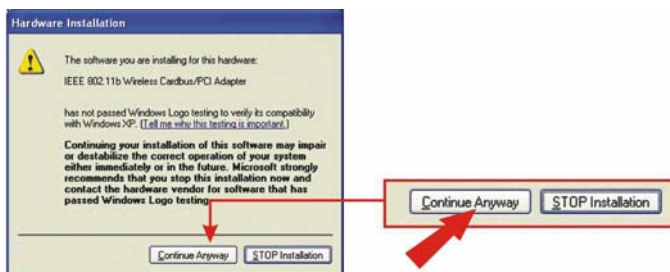 Hardware Installation
The software you are installing for this hardware:
IEEE 802.11b Wireless Cardbus/PCI Adapter
has not passed Windows Logo testing to verify its compatibility
with Windows XP. (Tell me why this testing is important.)
Continuing your installation of this software may impair
or destabilize the correct operation of your system
either immediately or in the future. Microsoft strongly
recommends that you stop this installation now and
contact the hardware vendor for software that has
passed Windows Logo testing.
Continue Anyway STOP Installation
Continue Anyway STOP Installation